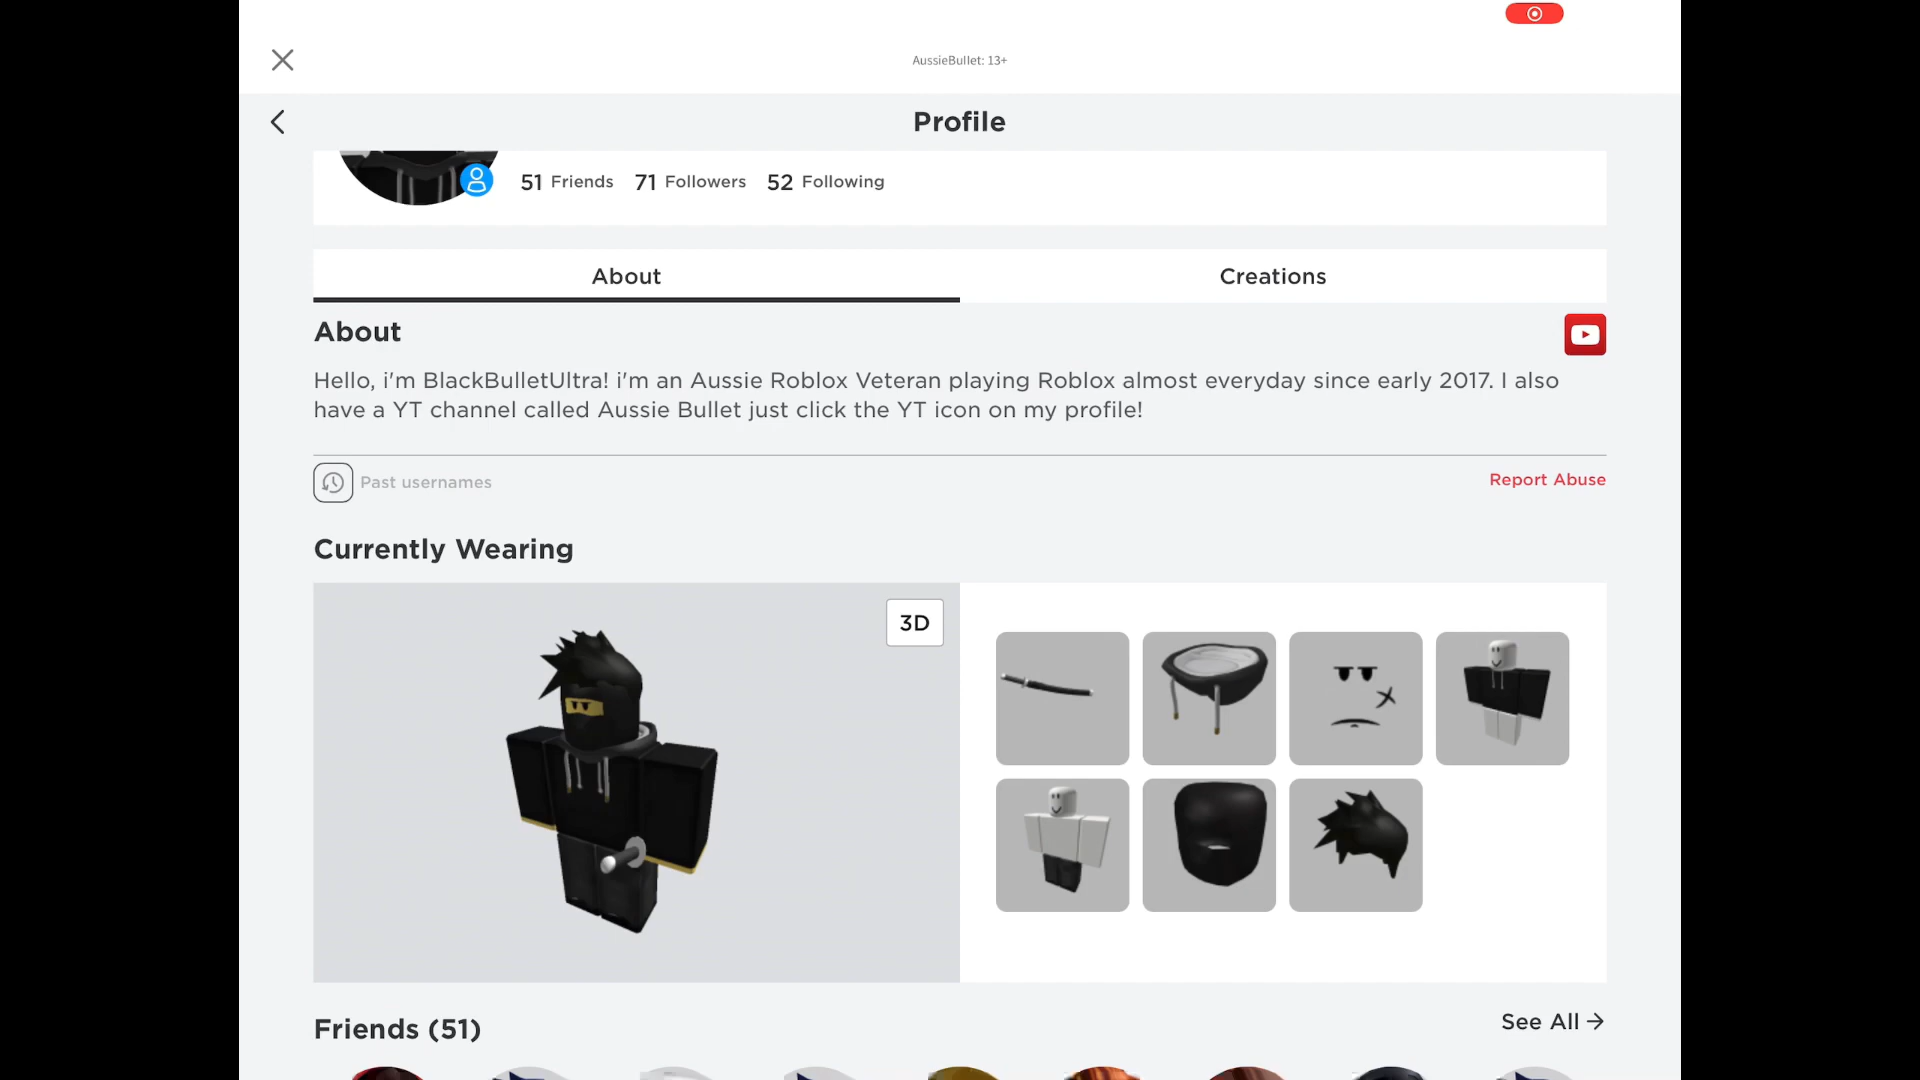 AussieBullet: 13+
Profile
51 Friends 71 Followers 52 Following
About Creations
About
Hello, i'm BlackBulletUltra! i'm an Aussie Roblox Veteran playing Roblox almost everyday since early 2017. I also
have a YT channel called Aussie Bullet just click the YT icon on my profile!
Past usernames
Report Abuse
Currently Wearing
3D
Friends (51)
See All